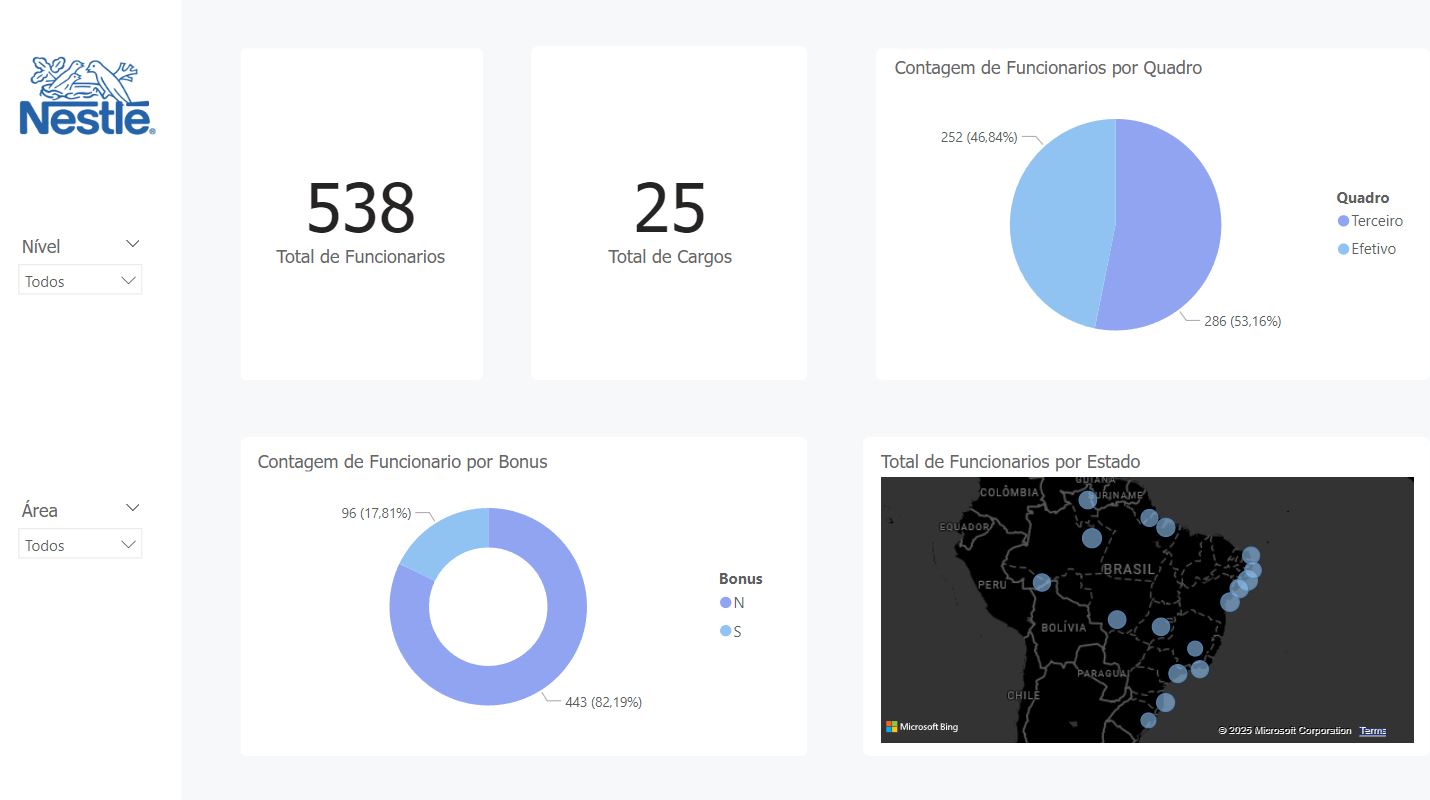 Nestlé®
Nível
Todos
Área
Todos
538
Total de Funcionarios
25
Total de Cargos
Contagem de Funcionarios por Quadro
252 (46,84%)
286 (53,16%)
Quadro
Terceiro
Efetivo
Contagem de Funcionario por Bonus
96 (17,81%)
443 (82,19%)
Bonus
N
S
Total de Funcionarios por Estado
GUIANA
COLÔMBIA
SURINAME
EQUADOR
BRASIL
PERU
BOLÍVIA
PARAGUAI
CHILE
Microsoft Bing
© 2025 Microsoft Corporation Terms